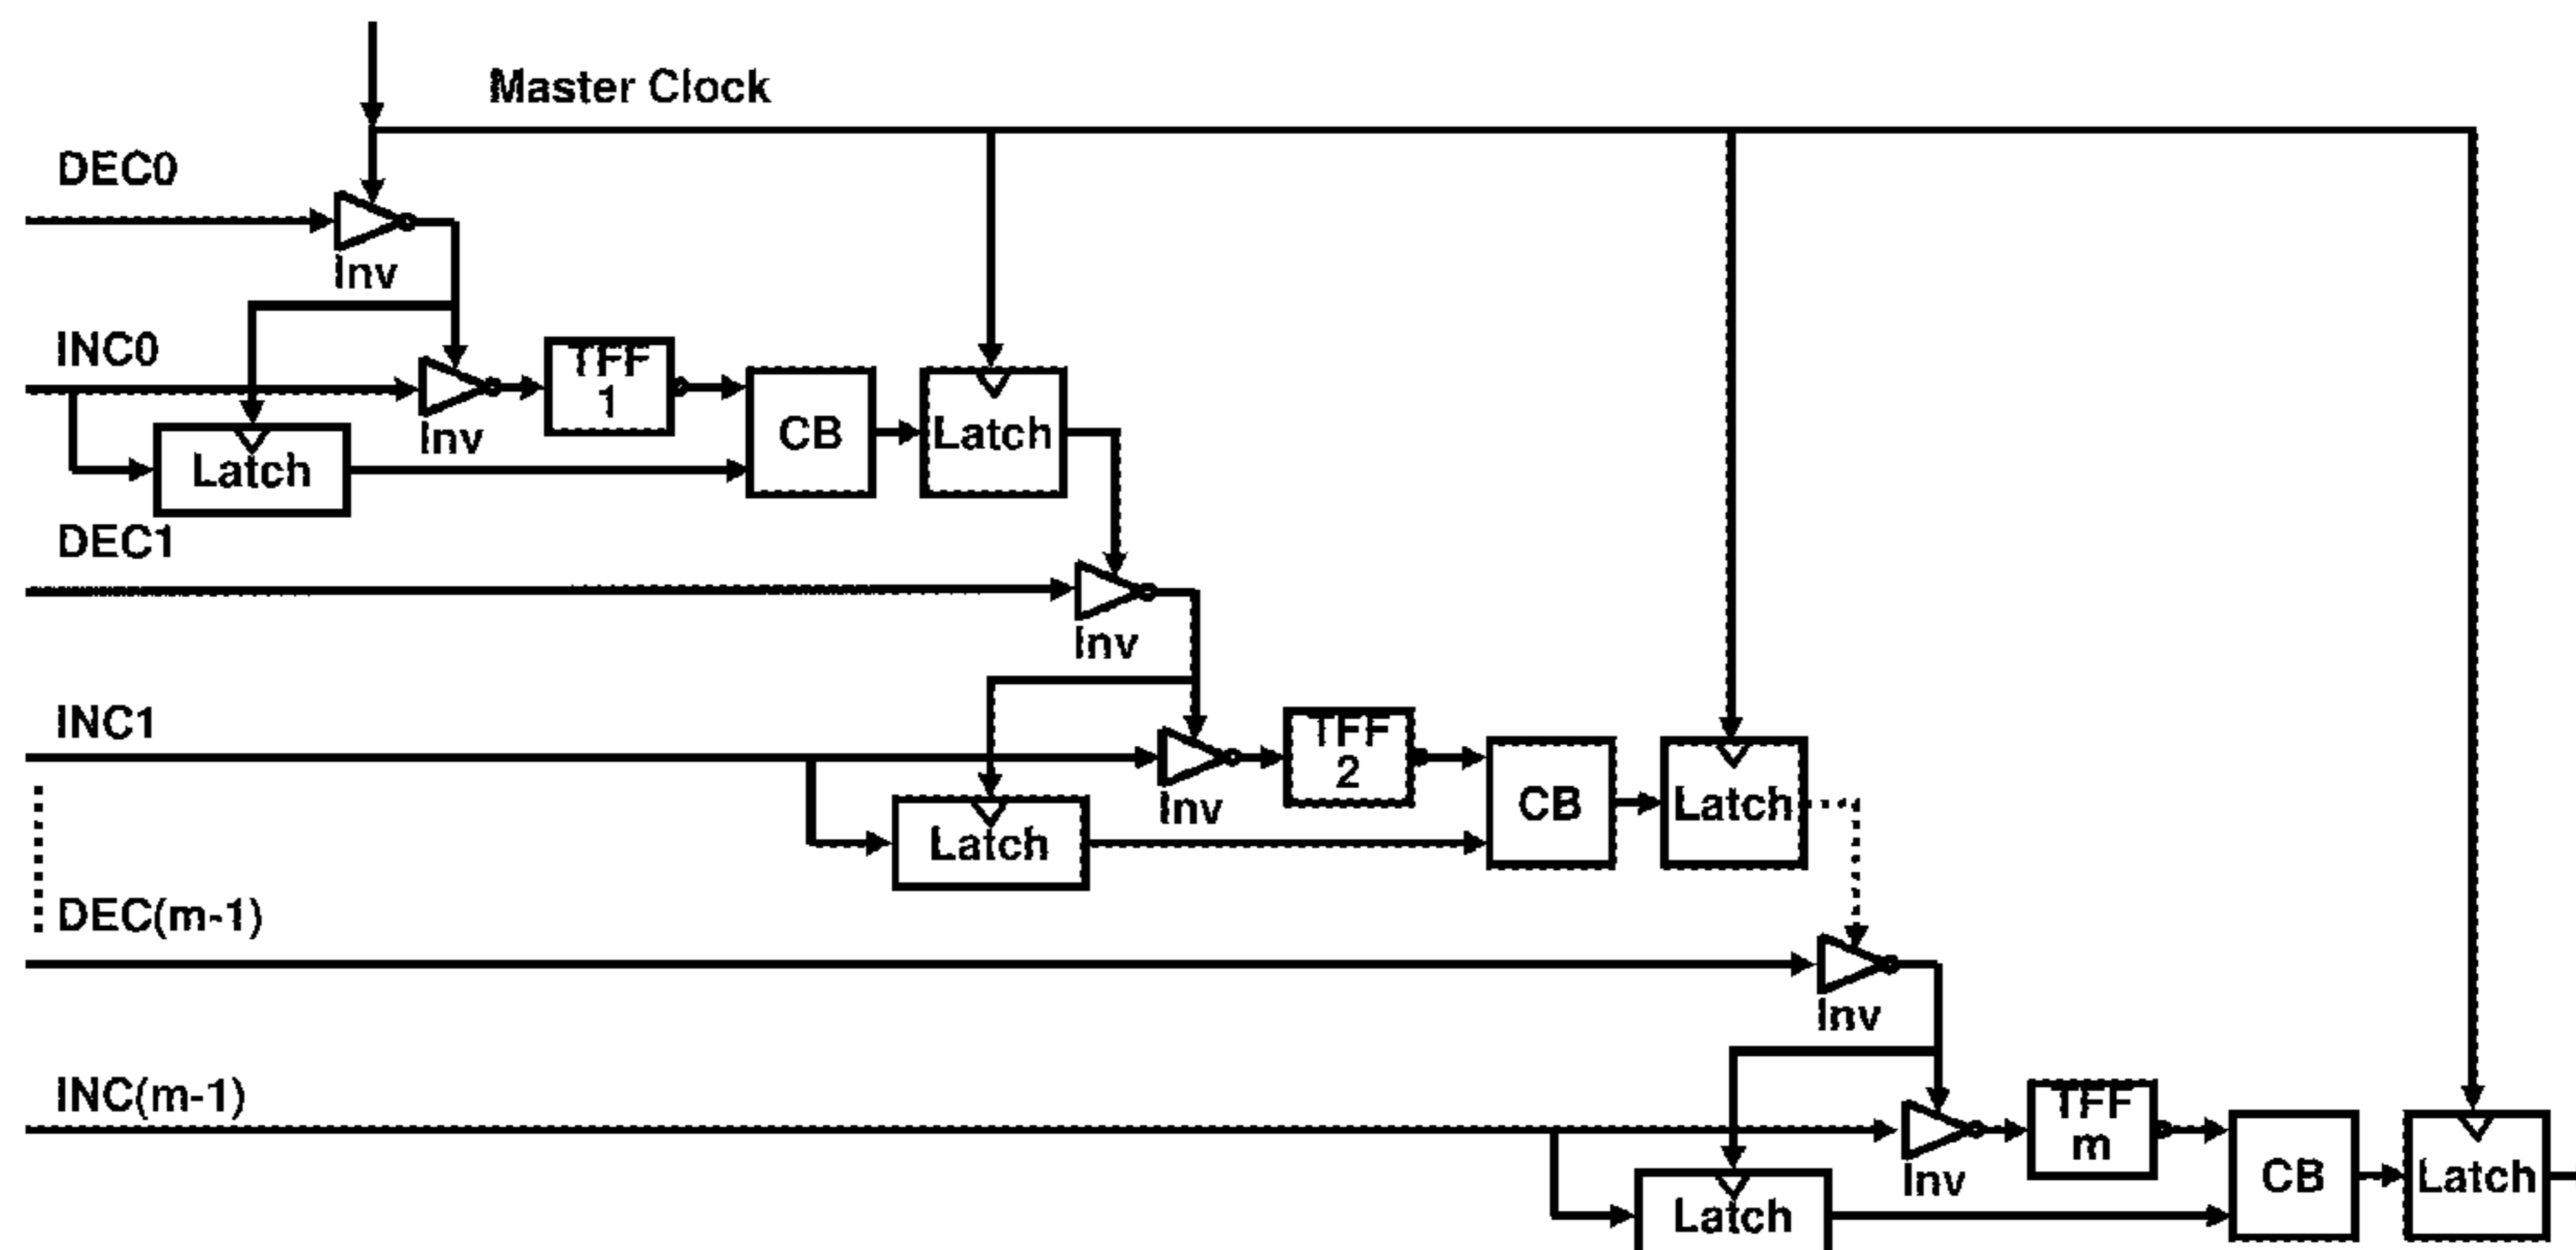 Master Clock
DEC0
Inv
INC0
TFF
1
Inv
CB
Latch
Latch
DEC1
Inv
INC1
TFF
2
Inv
CB
Latch
Latch
DEC(m-1)
Inv
INC(m-1)
TFF
m
Inv
CB
Latch
Latch